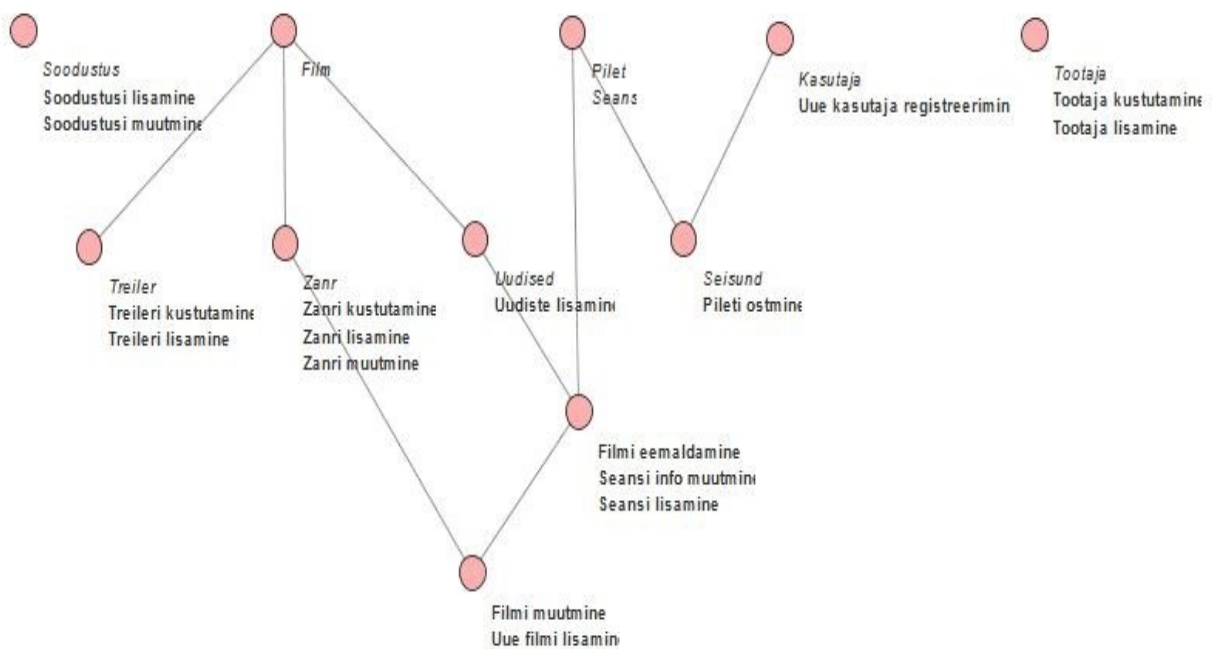 Soodustus
Soodustusi lisamine
Soodustusi muutmine
Film
Pilet
Seans
Kasutaja
Uue kasutaja registreerimin
Tootaja
Tootaja kustutamine
Tootaja lisamine
Treiler
Treileri kustutamine
Treileri lisamine
Zanr
Zanri kustutamine
Zanri lisamine
Zanri muutmine
Uudised
Uudiste lisamine
Seisund
Pileti ostmine
Filmi eemaldamine
Seansi info muutmine
Seansi lisamine
Filmi muutmine
Uue filmi lisamin